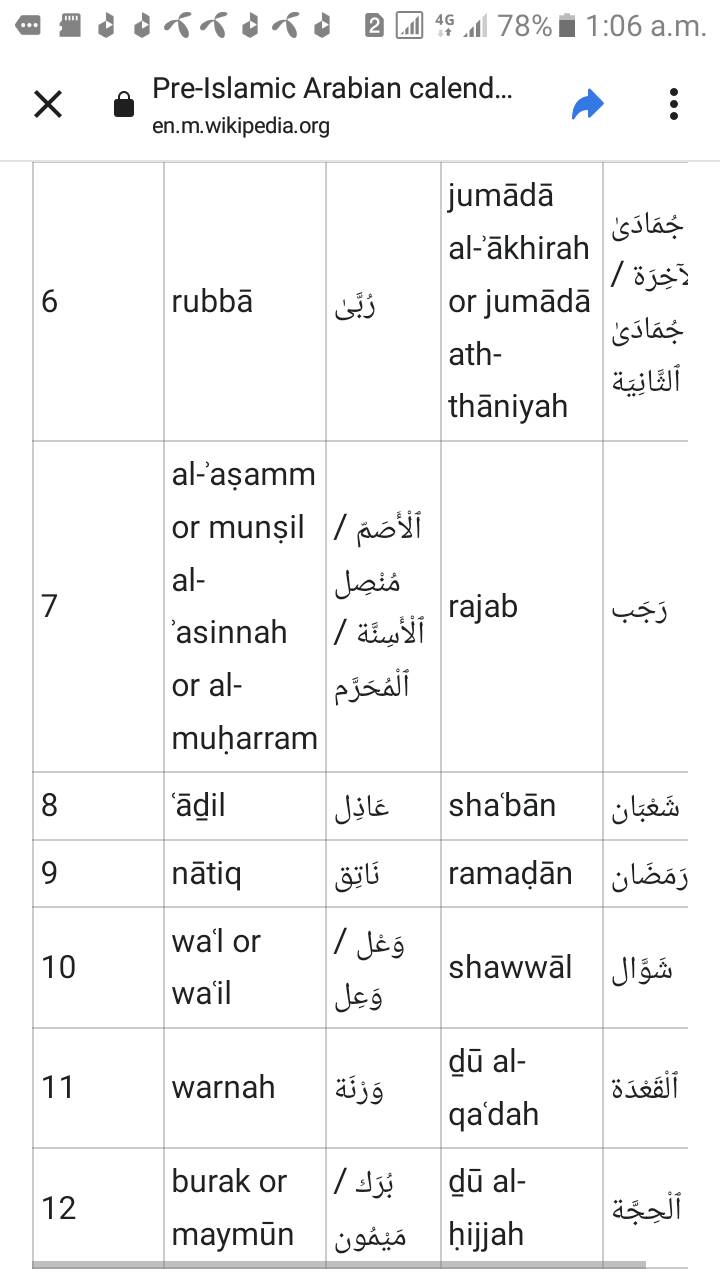 2 4G 78% 1:06 a.m.
Pre-Islamic Arabian calend...
en.m.wikipedia.org
6
rubbā
رُبَّىٰ
jumādā
al-ʾākhirah
or jumādā
ath-
thāniyah
جُمَادَىٰ
لآخِرَة /
جُمَادَىٰ
ٱلثَّانِيَة
7
al-ʾaṣamm
or munṣil
al-
ʾasinnah
or al-
muḥarram
ٱلْأَصَمّ /
مُنْصِل
ٱلْأَسِنَّة /
ٱلْمُحَرَّم
rajab
رَجَب
8
ʿādil
عَاذِل
shaʿbān
شَعْبَان
9
nātiq
نَاتِق
ramaḍān
رَمَضَان
10
waʿl or
waʿil
وَعْل /
وَعِل
shawwāl
شَوَّال
11
warnah
وَرْنَة
ḏū al-
qaʿdah
ٱلْقَعْدَة
12
burak or
maymūn
بُرَك /
مَيْمُون
ḏū al-
ḥijjah
ٱلْحِجَّة